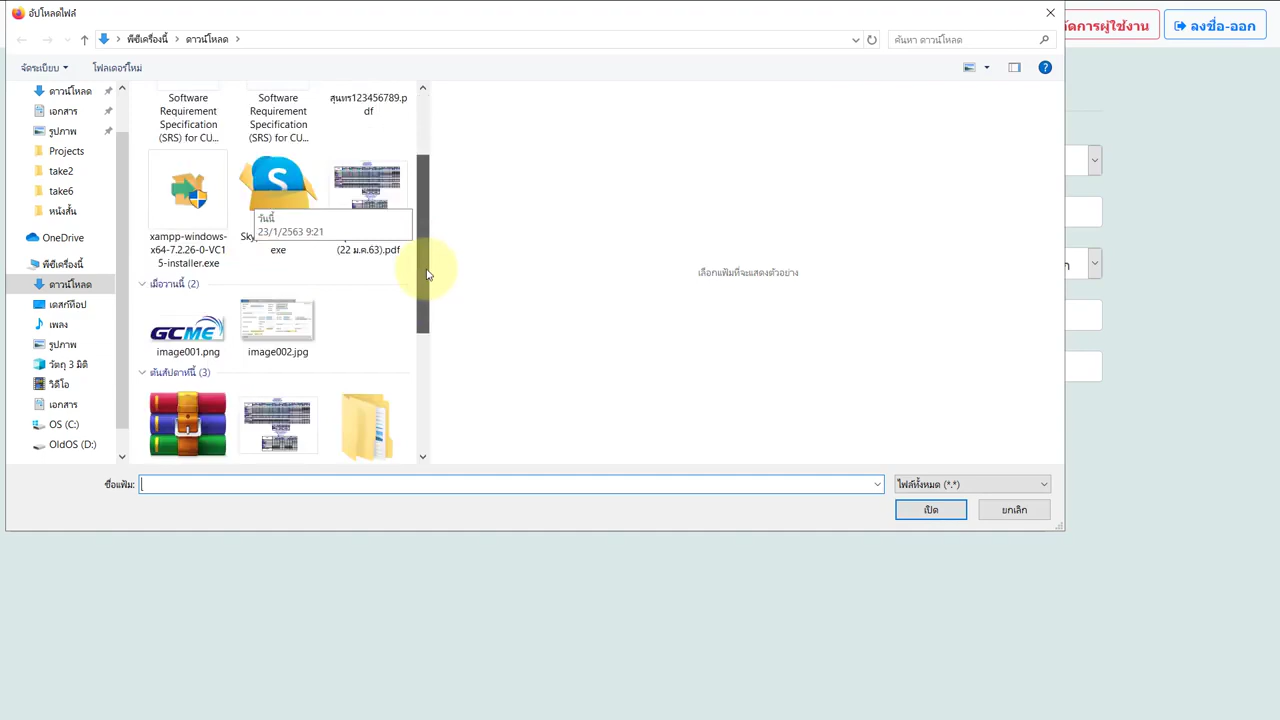 อัปโหลดไฟล์
พีซีเครื่องนี้ ดาวน์โหลด
ค้นหา ดาวน์โหลด
จัดการผู้ใช้งาน
ลงชื่อ-ออก
จัดระเบียบ โฟลเดอร์ใหม่
ดาวน์โหลด
เอกสาร
รูปภาพ
Projects
take2
take6
หนังสั้น
OneDrive
พีซีเครื่องนี้
ดาวน์โหลด
เดสก์ท็อป
เพลง
รูปภาพ
วัตถุ 3 มิติ
วิดีโอ
เอกสาร
OS (C:)
OldOS (D:)
Software
Requirement
Specification
(SRS) for CU...
Software
Requirement
Specification
(SRS) for CU...
สุนทร123456789.p
df
xampp-windows-
x64-7.2.26-0-VC1
5-installer.exe
S
exe
(22 ม.ค.63).pdf
วันนี้
23/1/2563 9:21
เมื่อวานนี้ (2)
GCME
image001.png
image002.jpg
ต้นสัปดาห์นี้ (3)
เลือกแฟ้มที่จะแสดงตัวอย่าง
ชื่อแฟ้ม:
ไฟล์ทั้งหมด (*.*)
เปิด
ยกเลิก